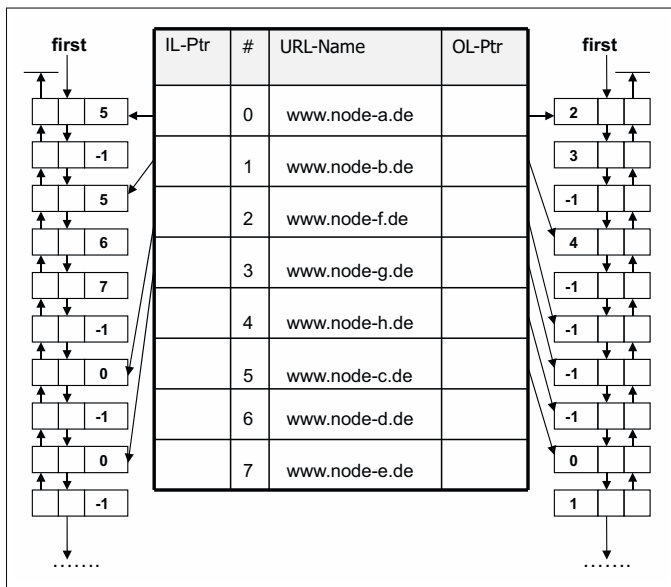 first
5
-1
5
6
7
-1
0
-1
0
-1
.......
IL-Ptr # URL-Name OL-Ptr
0 www.node-a.de
1 www.node-b.de
2 www.node-f.de
3 www.node-g.de
4 www.node-h.de
5 www.node-c.de
6 www.node-d.de
7 www.node-e.de
first
2
3
-1
4
-1
-1
-1
-1
0
1
.......